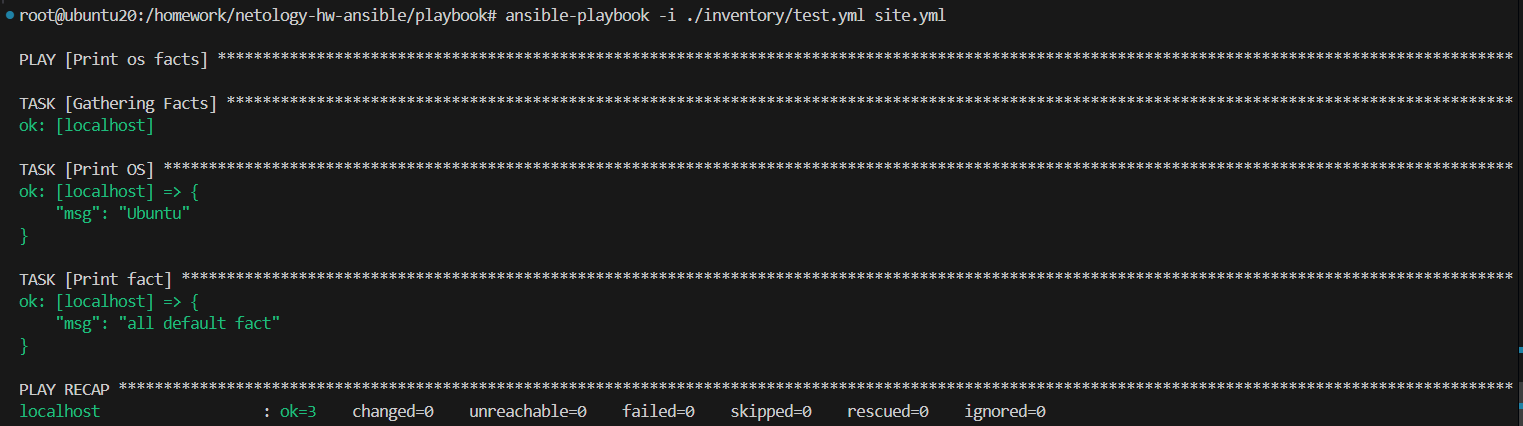 root@ubuntu20:/homework/netology-hw-ansible/playbook# ansible-playbook -i ./inventory/test.yml site.yml
PLAY [Print os facts] ************************************************************************************************************************************************
TASK [Gathering Facts] ***********************************************************************************************************************************************
ok: [localhost]
TASK [Print OS] ******************************************************************************************************************************************************
ok: [localhost] => {
    "msg": "Ubuntu"
}
TASK [Print fact] ****************************************************************************************************************************************************
ok: [localhost] => {
    "msg": "all default fact"
}
PLAY RECAP ***********************************************************************************************************************************************************
localhost                  : ok=3    changed=0    unreachable=0    failed=0    skipped=0    rescued=0    ignored=0